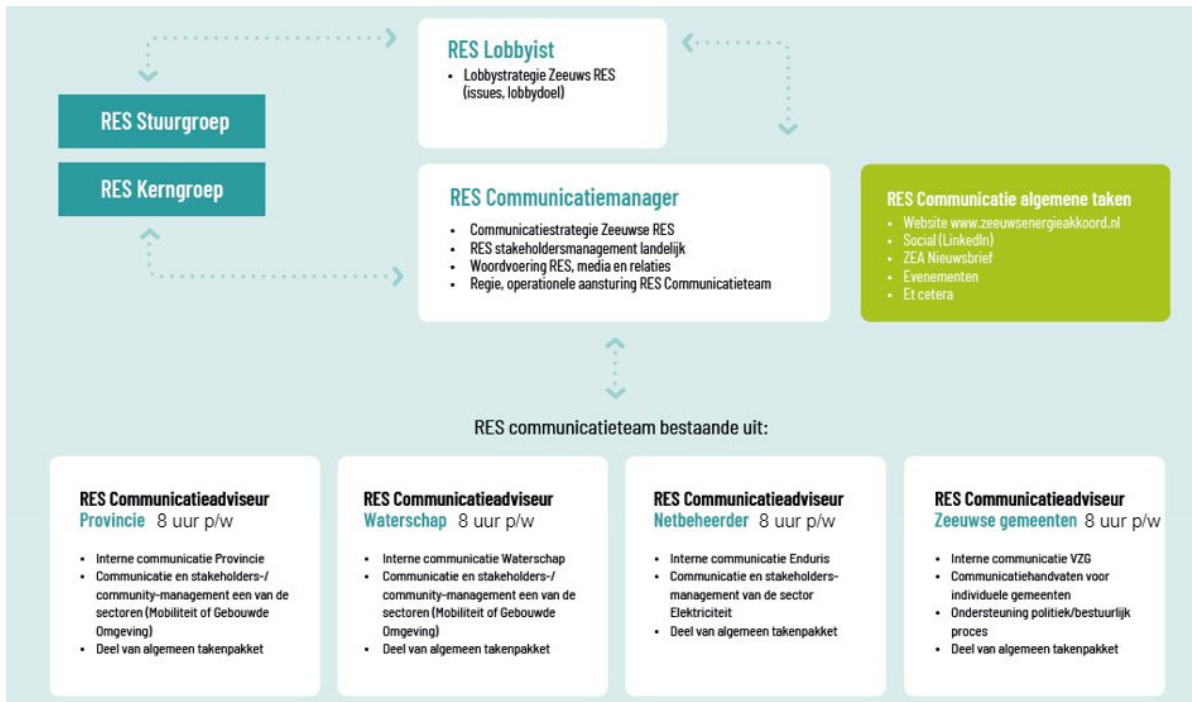 RES Lobbyist
• Lobbystrategie Zeeuws RES
(issues, lobbydoel)
RES Stuurgroep
RES Kerngroep
RES Communicatiemanager
• Communicatiestrategie Zeeuwse RES
• RES stakeholdersmanagement landelijk
• Woordvoering RES, media en relaties
• Regie, operationele aansturing RES Communicatieteam
RES Communicatie algemene taken
• Website www.zeeuwsenergieakkoord.nl
• Social (LinkedIn)
• ZEA Nieuwsbrief
• Evenementen
• Et cetera
RES communicatieteam bestaande uit:
RES Communicatieadviseur
Provincie 8 uur p/w
• Interne communicatie Provincie
• Communicatie en stakeholders-/
community-management een van de
sectoren (Mobiliteit of Gebouwde
Omgeving)
• Deel van algemeen takenpakket
RES Communicatieadviseur
Waterschap 8 uur p/w
• Interne communicatie Waterschap
• Communicatie en stakeholders-/
community-management een van de
sectoren (Mobiliteit of Gebouwde
Omgeving)
• Deel van algemeen takenpakket
RES Communicatieadviseur
Netbeheerder 8 uur p/w
• Interne communicatie Enduris
• Communicatie en stakeholders-
management van de sector
Elektriciteit
• Deel van algemeen takenpakket
RES Communicatieadviseur
Zeeuwse gemeenten 8 uur p/w
• Interne communicatie VZG
• Communicatiehandvaten voor
individuele gemeenten
• Ondersteuning politiek/bestuurlijk
proces
• Deel van algemeen takenpakket